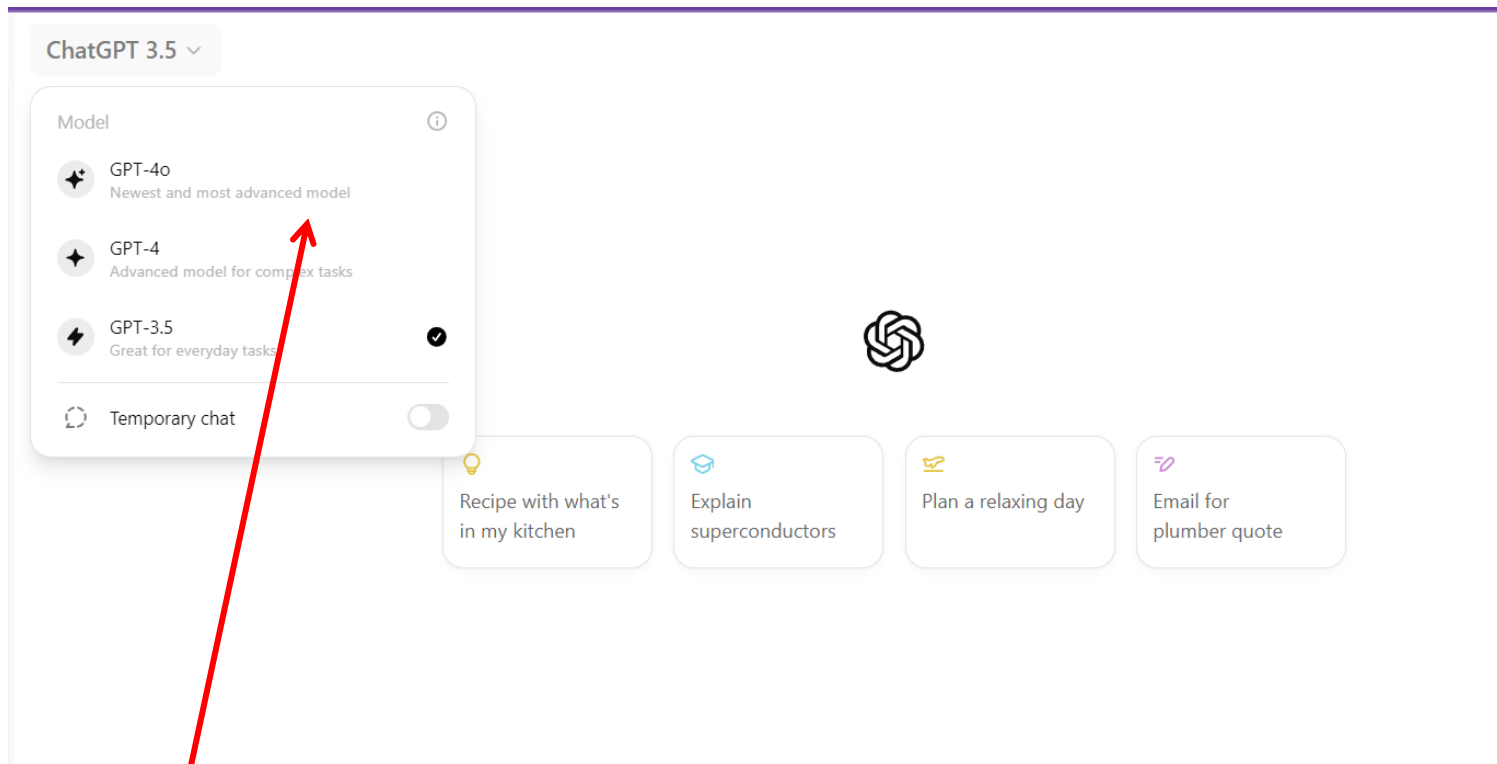 ChatGPT 3.5
Model
GPT-4o
Newest and most advanced model
GPT-4
Advanced model for complex tasks
GPT-3.5
Great for everyday tasks
Temporary chat
Recipe with what's
in my kitchen
Explain
superconductors
Plan a relaxing day
Email for
plumber quote